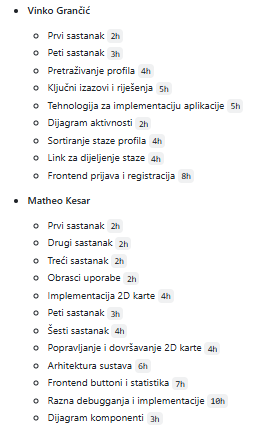 Vinko Grančić
Prvi sastanak 2h
Peti sastanak 3h
Pretraživanje profila 4h
Ključni izazovi i riješenja 5h
Tehnologija za implementaciju aplikacije 5h
Dijagram aktivnosti 2h
Sortiranje staze profila 4h
Link za dijeljenje staze 4h
Frontend prijava i registracija 8h
Matheo Kesar
Prvi sastanak 2h
Drugi sastanak 2h
Treći sastanak 2h
Obrasci uporabe 2h
Implementacija 2D karte 4h
Peti sastanak 3h
Šesti sastanak 4h
Popravljanje i dovršavanje 2D karte 4h
Arhitektura sustava 6h
Frontend buttoni i statistika 7h
Razna debugganja i implementacije 10h
Dijagram komponenti 3h